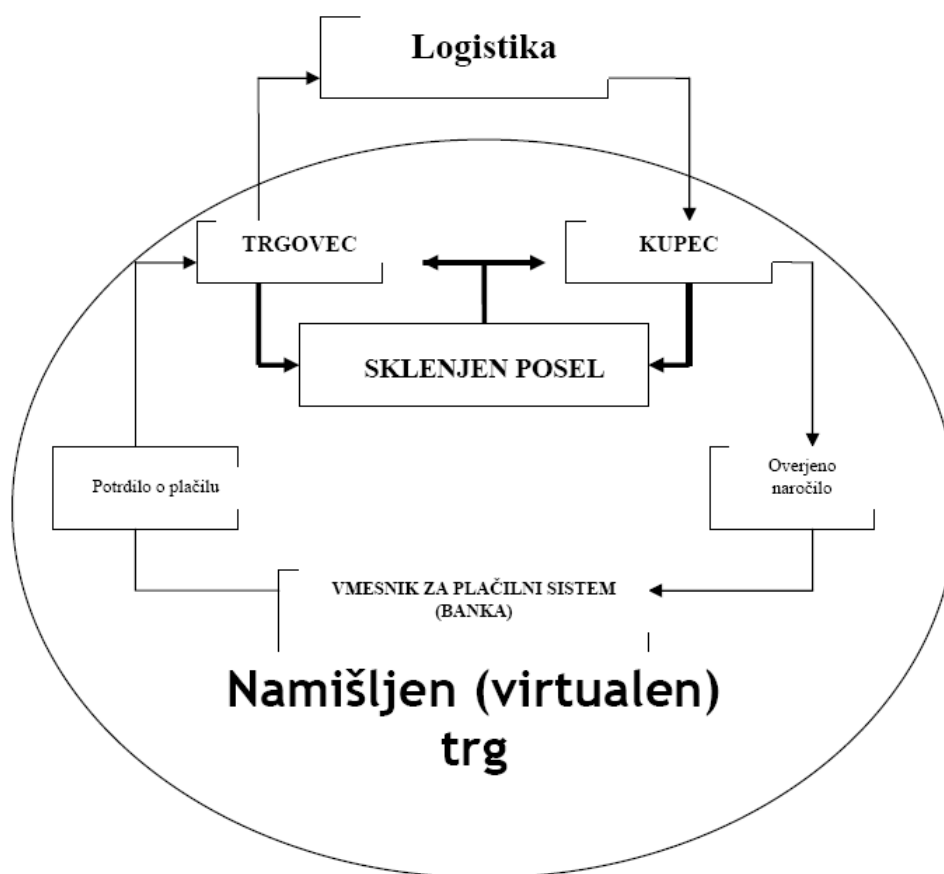 Logistika
TRGOVEC
KUPEC
SKLENJEN POSEL
Potrdilo o plačilu
Overjeno
naročilo
VMESNIK ZA PLAČILNI SISTEM
(BANKA)
Namišljen (virtualen)
trg